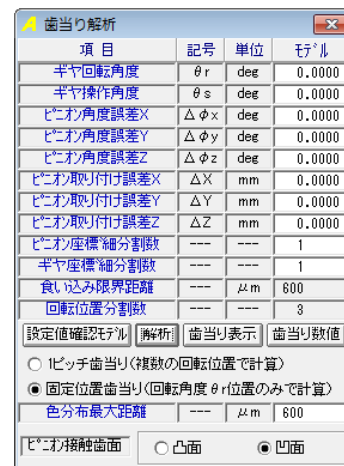 歯当り解析
項 目 記号 単位 ﾓﾃﾞﾙ
ギヤ回転角度 θr deg 0.0000
ギヤ操作角度 θs deg 0.0000
ﾋﾟﾆｵﾝ角度誤差X Δφx deg 0.0000
ﾋﾟﾆｵﾝ角度誤差Y Δφy deg 0.0000
ﾋﾟﾆｵﾝ角度誤差Z Δφz deg 0.0000
ﾋﾟﾆｵﾝ取り付け誤差X ΔX mm 0.0000
ﾋﾟﾆｵﾝ取り付け誤差Y ΔY mm 0.0000
ﾋﾟﾆｵﾝ取り付け誤差Z ΔZ mm 0.0000
ﾋﾟﾆｵﾝ座標細分割数 --- --- 1
ギヤ座標細分割数 --- --- 1
食い込み限界距離 --- μm 600
回転位置分割数 --- --- 3
設定値確認ﾓﾃﾞﾙ 解析 歯当り表示 歯当り数値
1ピッチ歯当り(複数の回転位置で計算)
固定位置歯当り(回転角度θr位置のみで計算)
色分布最大距離 --- μm 600
ﾋﾟﾆｵﾝ接触歯面 凸面 凹面